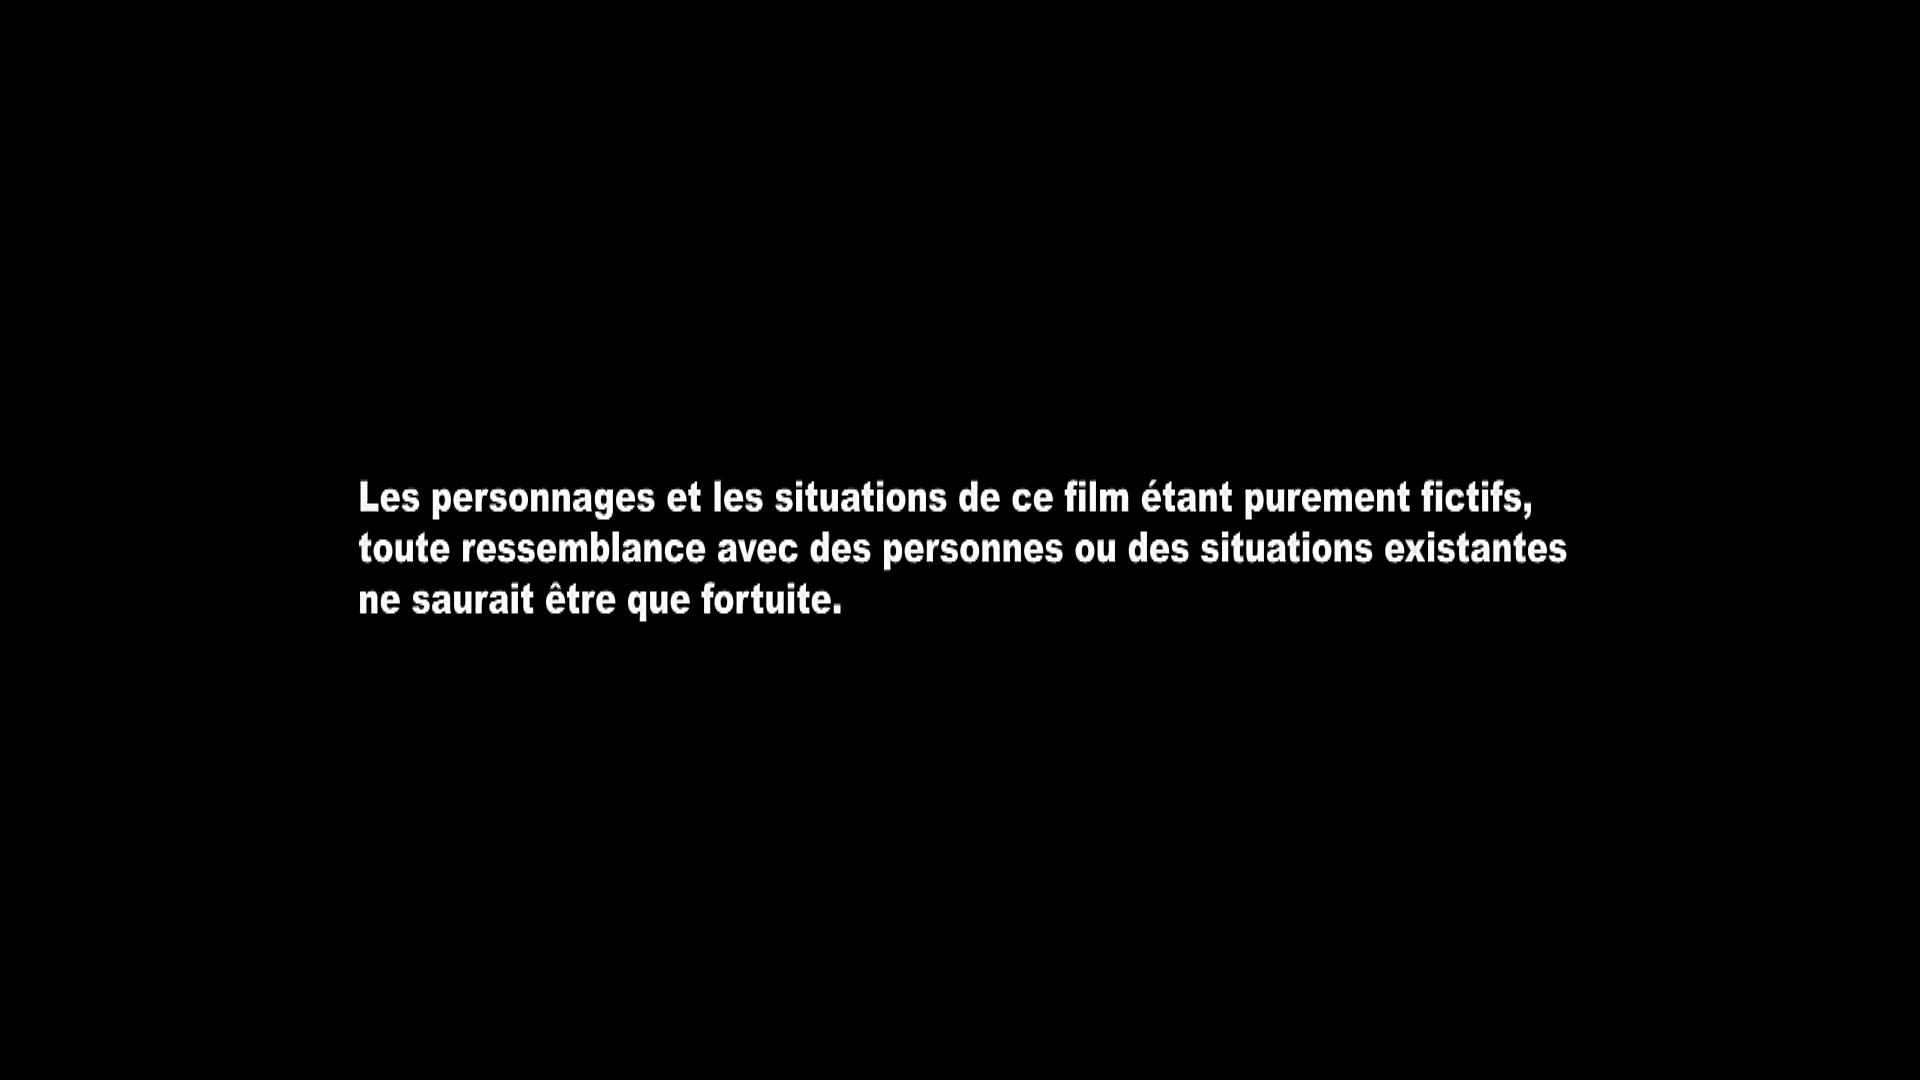 Les personnages et les situations de ce film étant purement fictifs,
toute ressemblance avec des personnes ou des situations existantes
ne saurait être que fortuite.